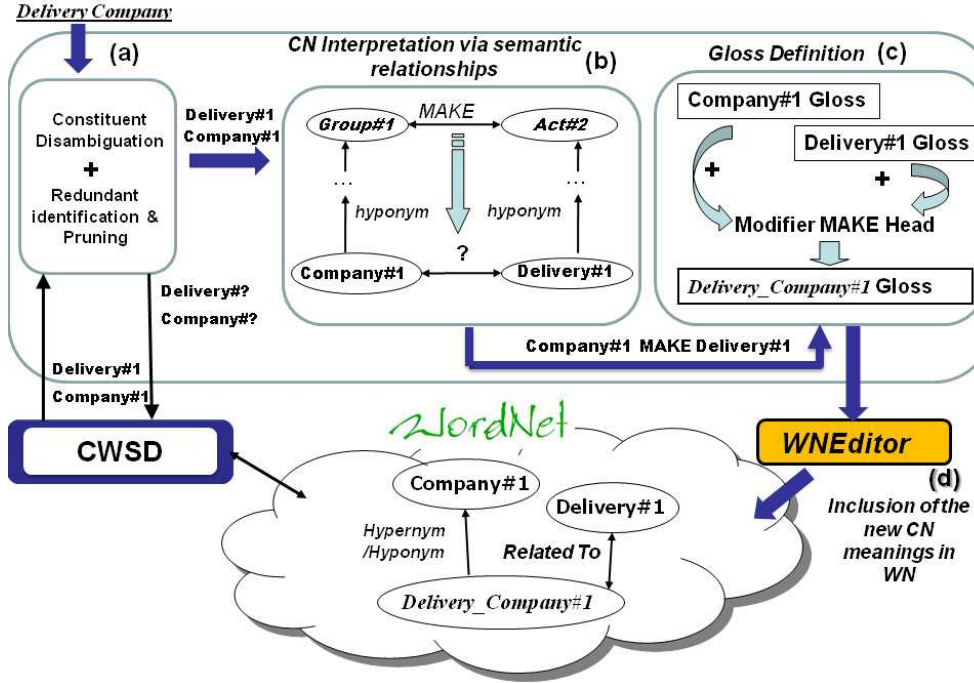 Delivery Company
(a)
Constituent
Disambiguation
+
Redundant
identification &
Pruning
Delivery#1
Company#1
CN Interpretation via semantic
relationships
(b)
Group#1
MAKE
Act#2
...
...
hyponym
hyponym
?
Company#1
Delivery#1
Gloss Definition
(c)
Company#1 Gloss
Delivery#1 Gloss
+
+
Modifier MAKE Head
Delivery_Company#1 Gloss
Delivery#?
Company#?
Company#1 MAKE Delivery#1
Delivery#1
Company#1
CWSD
WordNet
WNEditor
(d)
Inclusion of the
new CN
meanings in
WN
Company#1
Delivery#1
Hypernym
/Hyponym
Related To
Delivery_Company#1